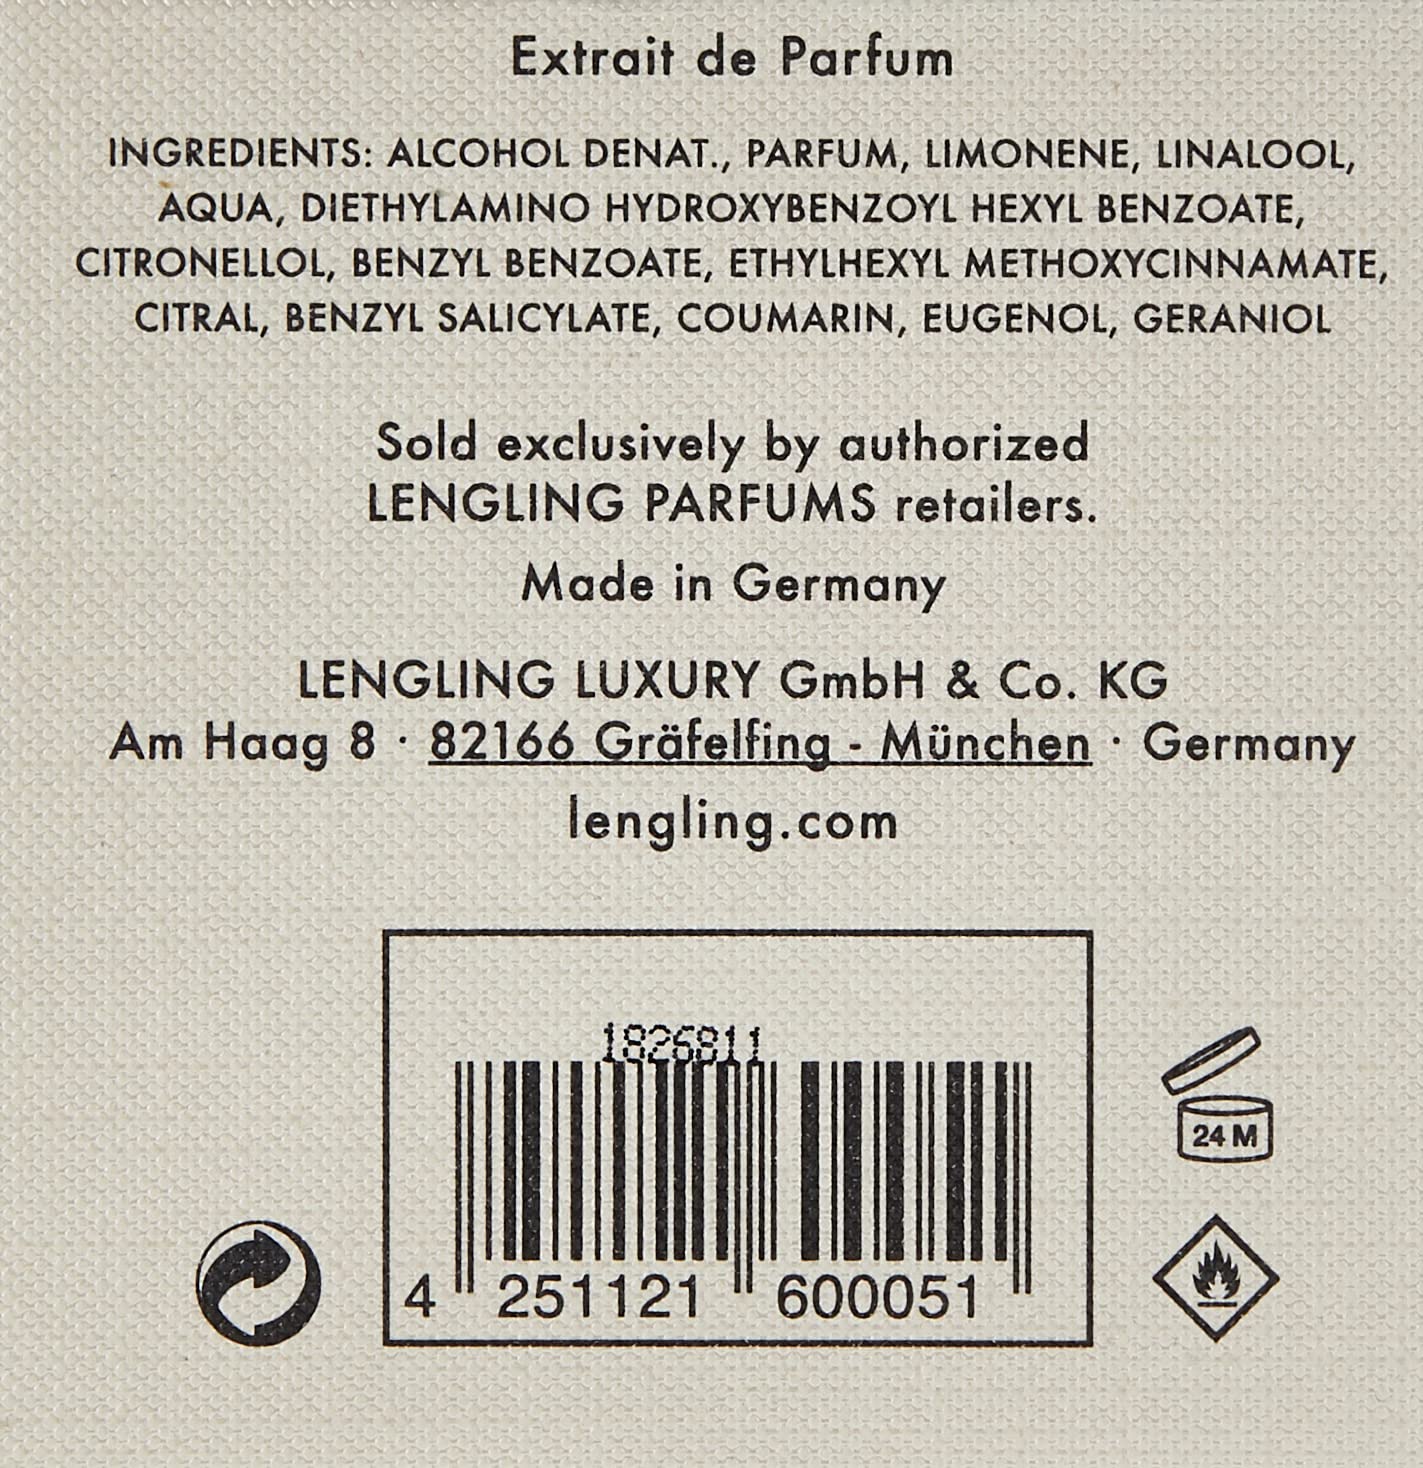 Extrait de Parfum
INGREDIENTS: ALCOHOL DENAT., PARFUM, LIMONENE, LINALOOL,
AQUA, DIETHYLAMINO HYDROXYBENZOYL HEXYL BENZOATE,
CITRONELLOL, BENZYL BENZOATE, ETHYLHEXYL METHOXYCINNAMATE,
CITRAL, BENZYL SALICYLATE, COUMARIN, EUGENOL, GERANIOL
Sold exclusively by authorized
LENGLING PARFUMS retailers.
Made in Germany
LENGLING LUXURY GmbH & Co. KG
Am Haag 8 · 82166 Gräfelfing - München · Germany
lengling.com
1826811
24 M
4 251121 600051